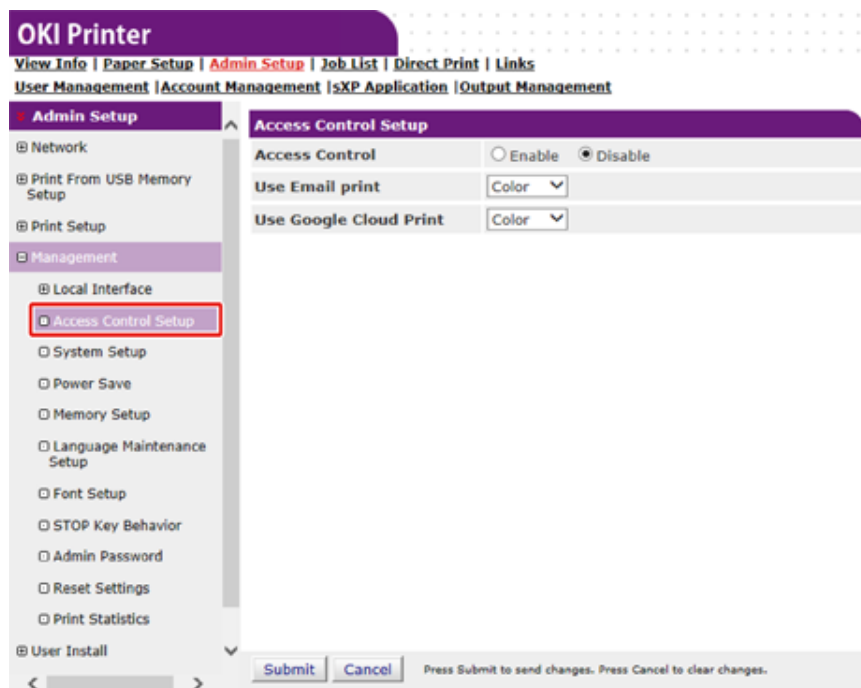 OKI Printer
View Info | Paper Setup | Admin Setup | Job List | Direct Print | Links
User Management |Account Management |sXP Application |Output Management
Admin Setup
Network
Print From USB Memory
Setup
Print Setup
Management
Local Interface
Access Control Setup
System Setup
Power Save
Memory Setup
Language Maintenance
Setup
Font Setup
STOP Key Behavior
Admin Password
Reset Settings
Print Statistics
User Install
Access Control Setup
Access Control Enable Disable
Use Email print Color
Use Google Cloud Print Color
Submit Cancel Press Submit to send changes. Press Cancel to clear changes.